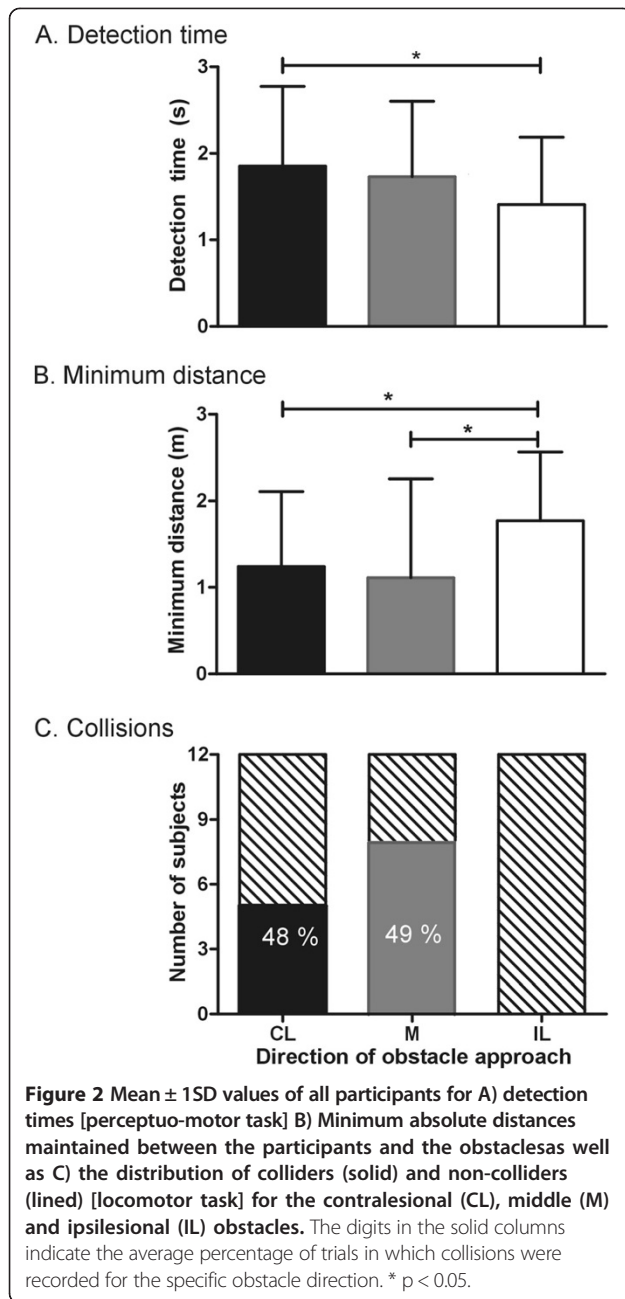 A. Detection time
*
3
2
1
0
Detection time (s)
B. Minimum distance
*
*
3
2
1
0
Minimum distance (m)
C. Collisions
12
9
6
3
0
Number of subjects
48 %
49 %
CL M IL
Direction of obstacle approach
Figure 2 Mean ± 1SD values of all participants for A) detection
times [perceptuo-motor task] B) Minimum absolute distances
maintained between the participants and the obstaclesas well
as C) the distribution of colliders (solid) and non-colliders
(lined) [locomotor task] for the contralesional (CL), middle (M)
and ipsilesional (IL) obstacles. The digits in the solid columns
indicate the average percentage of trials in which collisions were
recorded for the specific obstacle direction. * p < 0.05.